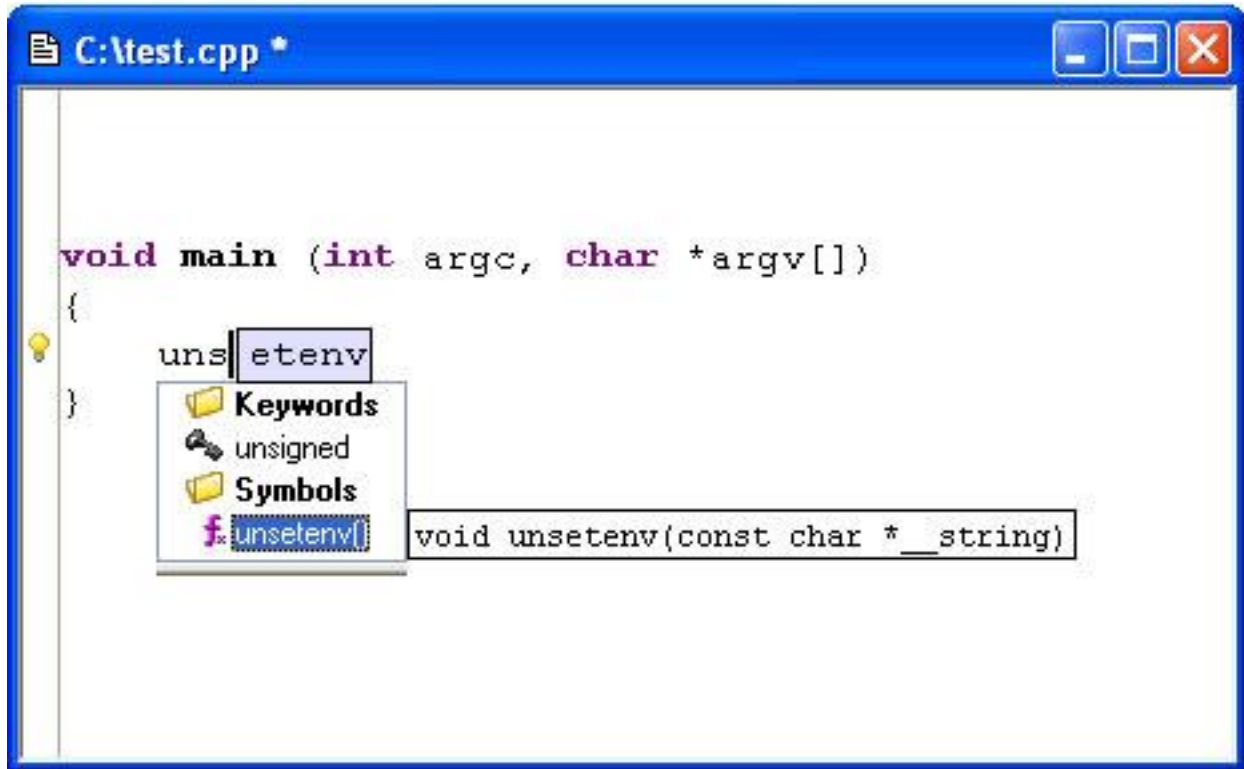 C:\test.cpp *
void main (int argc, char *argv[])
{
uns etenv
}
Keywords
unsigned
Symbols
unsetenv()
void unsetenv(const char *__string)